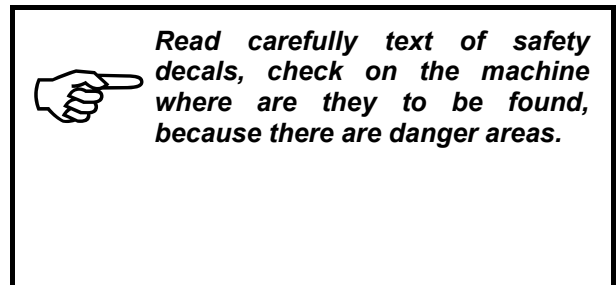 Read carefully text of safety
decals, check on the machine
where are they to be found,
because there are danger areas.